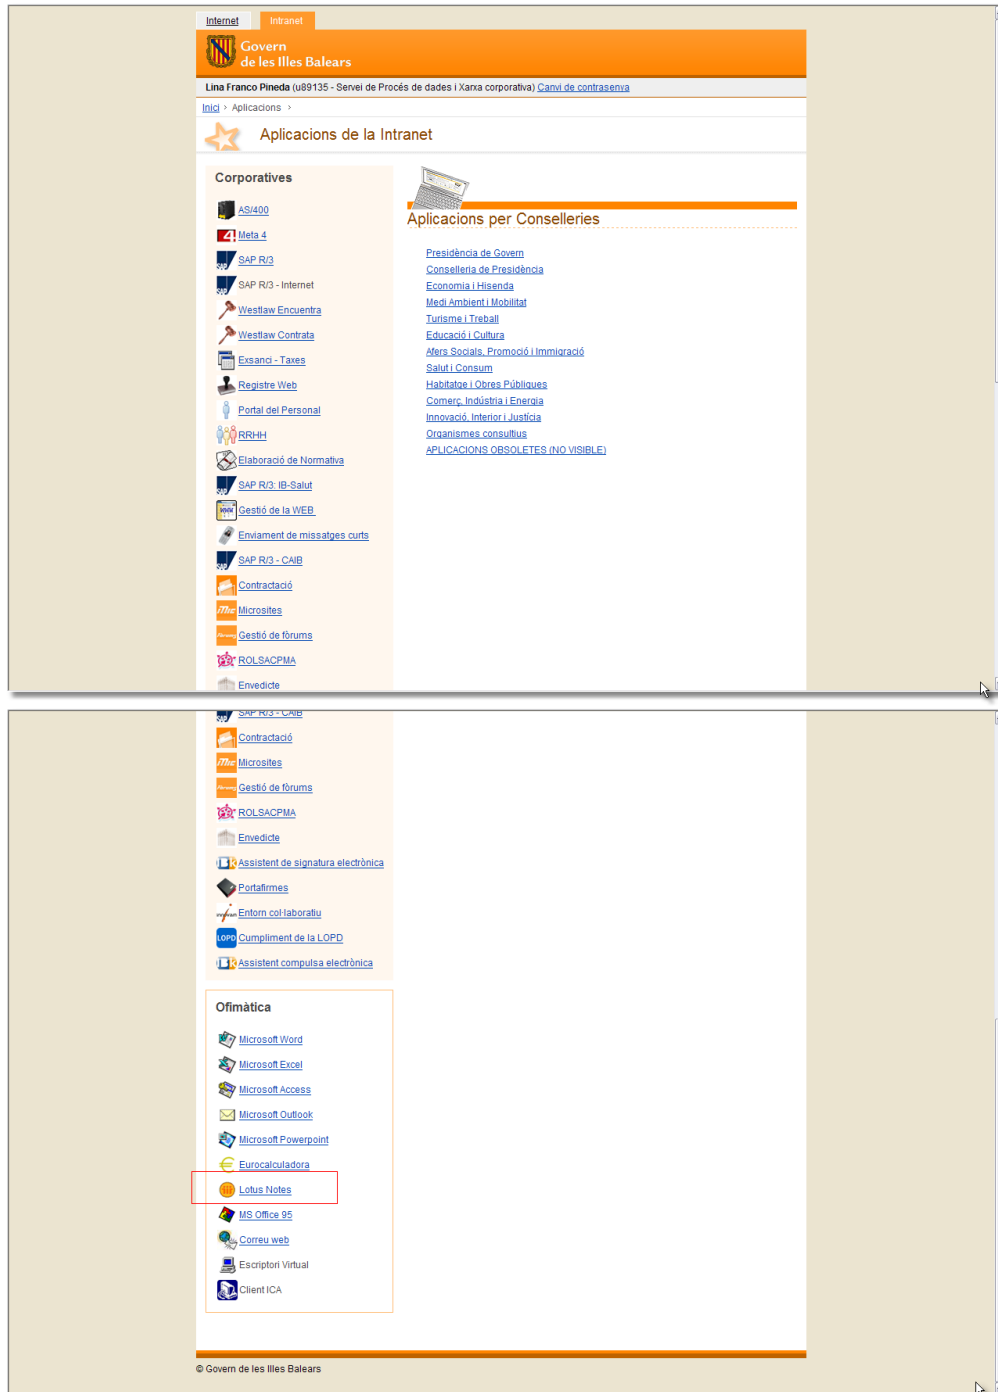 Internet
Intranet
Govern
de les Illes Balears
Lina Franco Pineda (u89135 - Servei de Procés de dades i Xarxa corporativa) Canvi de contrasenya
Inici > Aplicacions >
Aplicacions de la Intranet
Corporatives
AS/400
Meta 4
SAP R/3
SAP R/3 - Internet
Westlaw Encuentra
Westlaw Contrata
Exsanci - Taxes
Registre Web
Portal del Personal
RRHH
Elaboració de Normativa
SAP R/3: IB-Salut
Gestió de la WEB
Enviament de missatges curts
SAP R/3 - CAIB
Contractació
Microsites
Gestió de fòrums
ROLSACPMA
Envedicte
Aplicacions per Conselleries
Presidència de Govern
Conselleria de Presidència
Economia i Hisenda
Medi Ambient i Mobilitat
Turisme i Treball
Educació i Cultura
Afers Socials, Promoció i Immigració
Salut i Consum
Habitatge i Obres Públiques
Comerç, Indústria i Energia
Innovació, Interior i Justícia
Organismes consultius
APLICACIONS OBSOLETES (NO VISIBLE)
SAP R/3 - CAIB
Contractació
Microsites
Gestió de fòrums
ROLSACPMA
Envedicte
Assistent de signatura electrònica
Portafirmes
Entorn col·laboratiu
LOPD Cumpliment de la LOPD
Assistent compulsa electrònica
Ofimàtica
Microsoft Word
Microsoft Excel
Microsoft Access
Microsoft Outlook
Microsoft Powerpoint
Eurocalculadora
Lotus Notes
MS Office 95
Correu web
Escriptori Virtual
Client ICA
© Govern de les Illes Balears